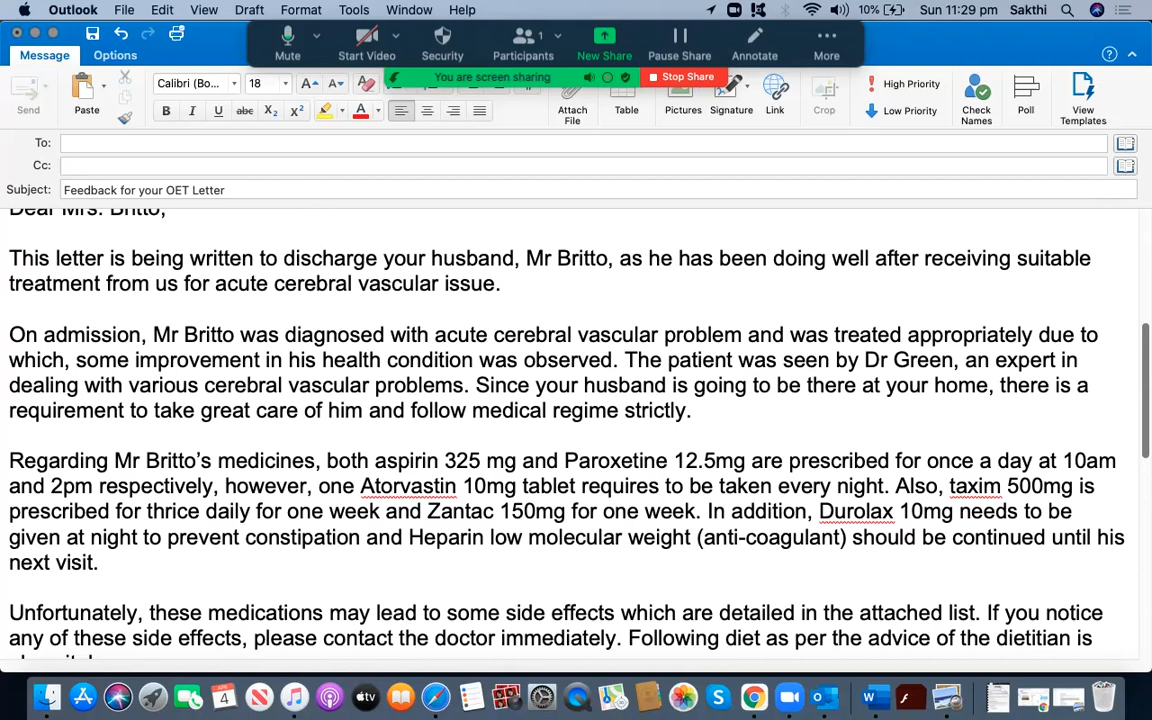 Outlook File Edit View Draft Format Tools Window Help 10% Sun 11:29 pm Sakthi
Mute Start Video Security Participants 1 New Share Pause Share Annotate More
You are screen sharing Stop Share
Message Options
Send Paste Calibri (Bo... 18 Attach File Table Pictures Signature Link Crop High Priority Low Priority Check Names Poll View Templates
B I U abc X2 X2 A
To:
Cc:
Subject: Feedback for your OET Letter
Dear Mrs. Britto,
This letter is being written to discharge your husband, Mr Britto, as he has been doing well after receiving suitable
treatment from us for acute cerebral vascular issue.
On admission, Mr Britto was diagnosed with acute cerebral vascular problem and was treated appropriately due to
which, some improvement in his health condition was observed. The patient was seen by Dr Green, an expert in
dealing with various cerebral vascular problems. Since your husband is going to be there at your home, there is a
requirement to take great care of him and follow medical regime strictly.
Regarding Mr Britto’s medicines, both aspirin 325 mg and Paroxetine 12.5mg are prescribed for once a day at 10am
and 2pm respectively, however, one Atorvastin 10mg tablet requires to be taken every night. Also, taxim 500mg is
prescribed for thrice daily for one week and Zantac 150mg for one week. In addition, Durolax 10mg needs to be
given at night to prevent constipation and Heparin low molecular weight (anti-coagulant) should be continued until his
next visit.
Unfortunately, these medications may lead to some side effects which are detailed in the attached list. If you notice
any of these side effects, please contact the doctor immediately. Following diet as per the advice of the dietitian is
APR 4 tv